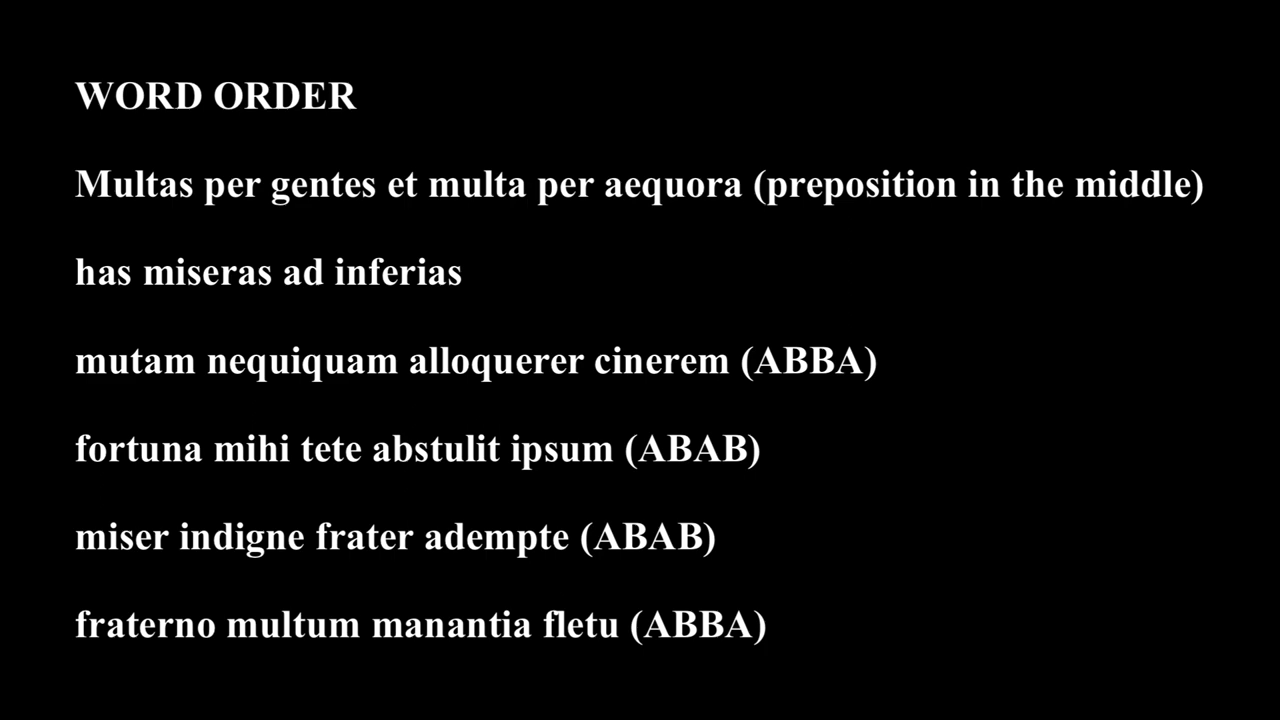 WORD ORDER
Multas per gentes et multa per aequora (preposition in the middle)
has miseras ad inferias
mutam nequiquam alloquerer cinerem (ABBA)
fortuna mihi tete abstulit ipsum (ABAB)
miser indigne frater adempte (ABAB)
fraterno multum manantia fletu (ABBA)